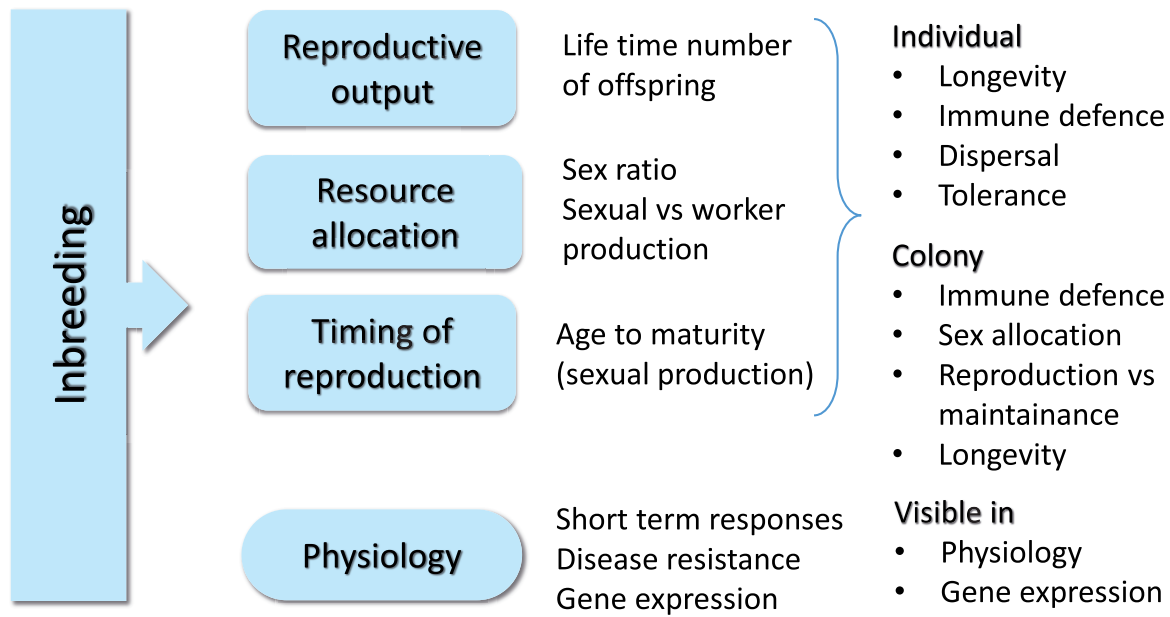 Inbreeding
Reproductive
output
Life time number
of offspring
Resource
allocation
Sex ratio
Sexual vs worker
production
Timing of
reproduction
Age to maturity
(sexual production)
Physiology
Short term responses
Disease resistance
Gene expression
Individual
• Longevity
• Immune defence
• Dispersal
• Tolerance
Colony
• Immune defence
• Sex allocation
• Reproduction vs
maintainance
• Longevity
Visible in
• Physiology
• Gene expression